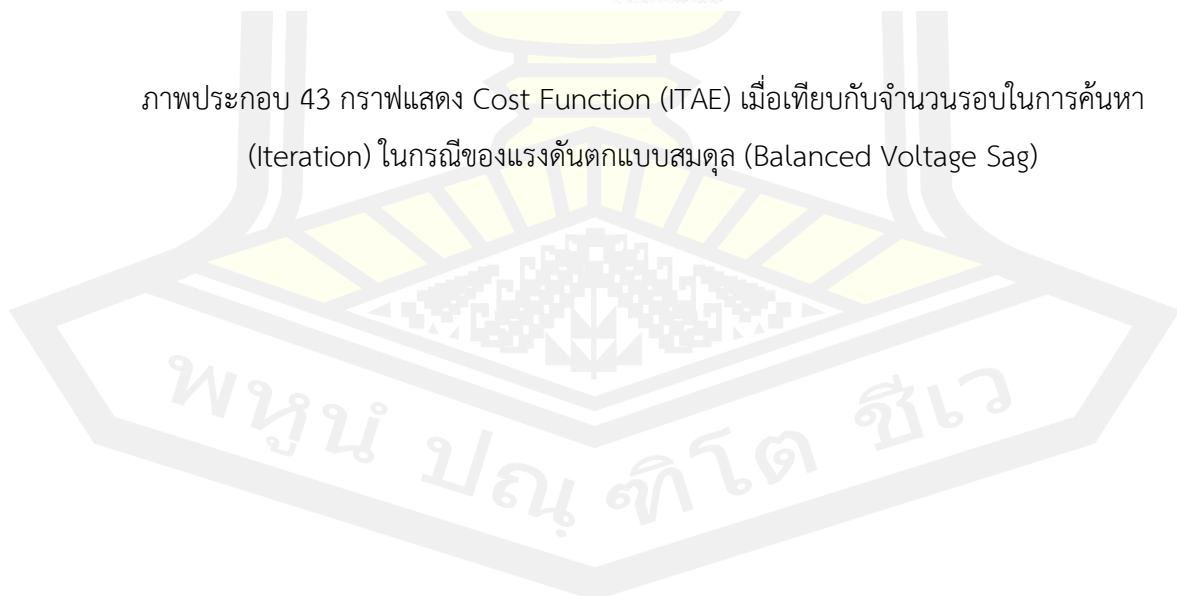 ภาพประกอบ 43 กราฟแสดง Cost Function (ITAE) เมื่อเทียบกับจำนวนรอบในการค้นหา
(Iteration) ในกรณีของแรงดันตกแบบสมดุล (Balanced Voltage Sag)
พหูนํ ปณฺฑิโต ชีเว